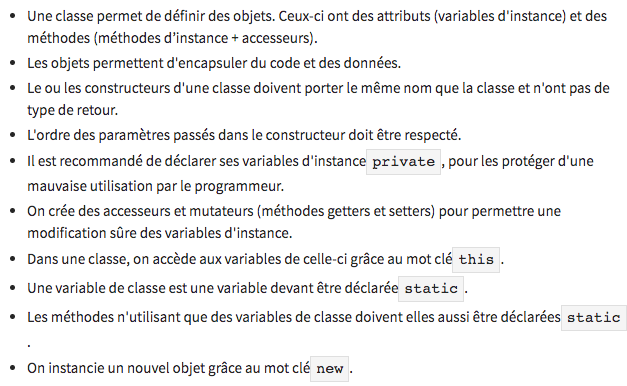 Une classe permet de définir des objets. Ceux-ci ont des attributs (variables d'instance) et des
méthodes (méthodes d’instance + accesseurs).
Les objets permettent d'encapsuler du code et des données.
Le ou les constructeurs d'une classe doivent porter le même nom que la classe et n'ont pas de
type de retour.
L'ordre des paramètres passés dans le constructeur doit être respecté.
Il est recommandé de déclarer ses variables d'instance private , pour les protéger d'une
mauvaise utilisation par le programmeur.
On crée des accesseurs et mutateurs (méthodes getters et setters) pour permettre une
modification sûre des variables d'instance.
Dans une classe, on accède aux variables de celle-ci grâce au mot clé this .
Une variable de classe est une variable devant être déclarée static .
Les méthodes n'utilisant que des variables de classe doivent elles aussi être déclarées static
.
On instancie un nouvel objet grâce au mot clé new .